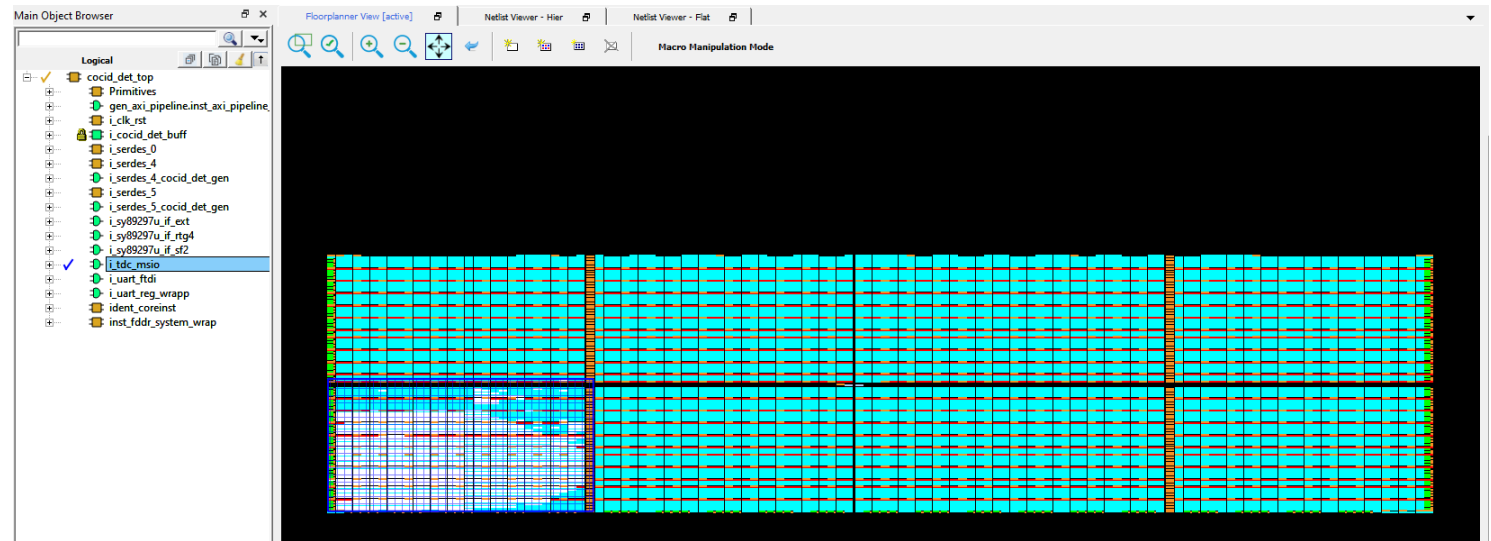 Main Object Browser
Floorplanner View [active]
Netlist Viewer - Hier
Netlist Viewer - Flat
Macro Manipulation Mode
Logical
cocid_det_top
Primitives
gen_axi_pipeline.inst_axi_pipeline_
i_clk_rst
i_cocid_det_buff
i_serdes_0
i_serdes_4
i_serdes_4_cocid_det_gen
i_serdes_5
i_serdes_5_cocid_det_gen
i_sy89297u_if_ext
i_sy89297u_if_rtg4
i_sy89297u_if_sf2
i_tdc_msio
i_uart_ftdi
i_uart_reg_wrapp
ident_coreinst
inst_fddr_system_wrap